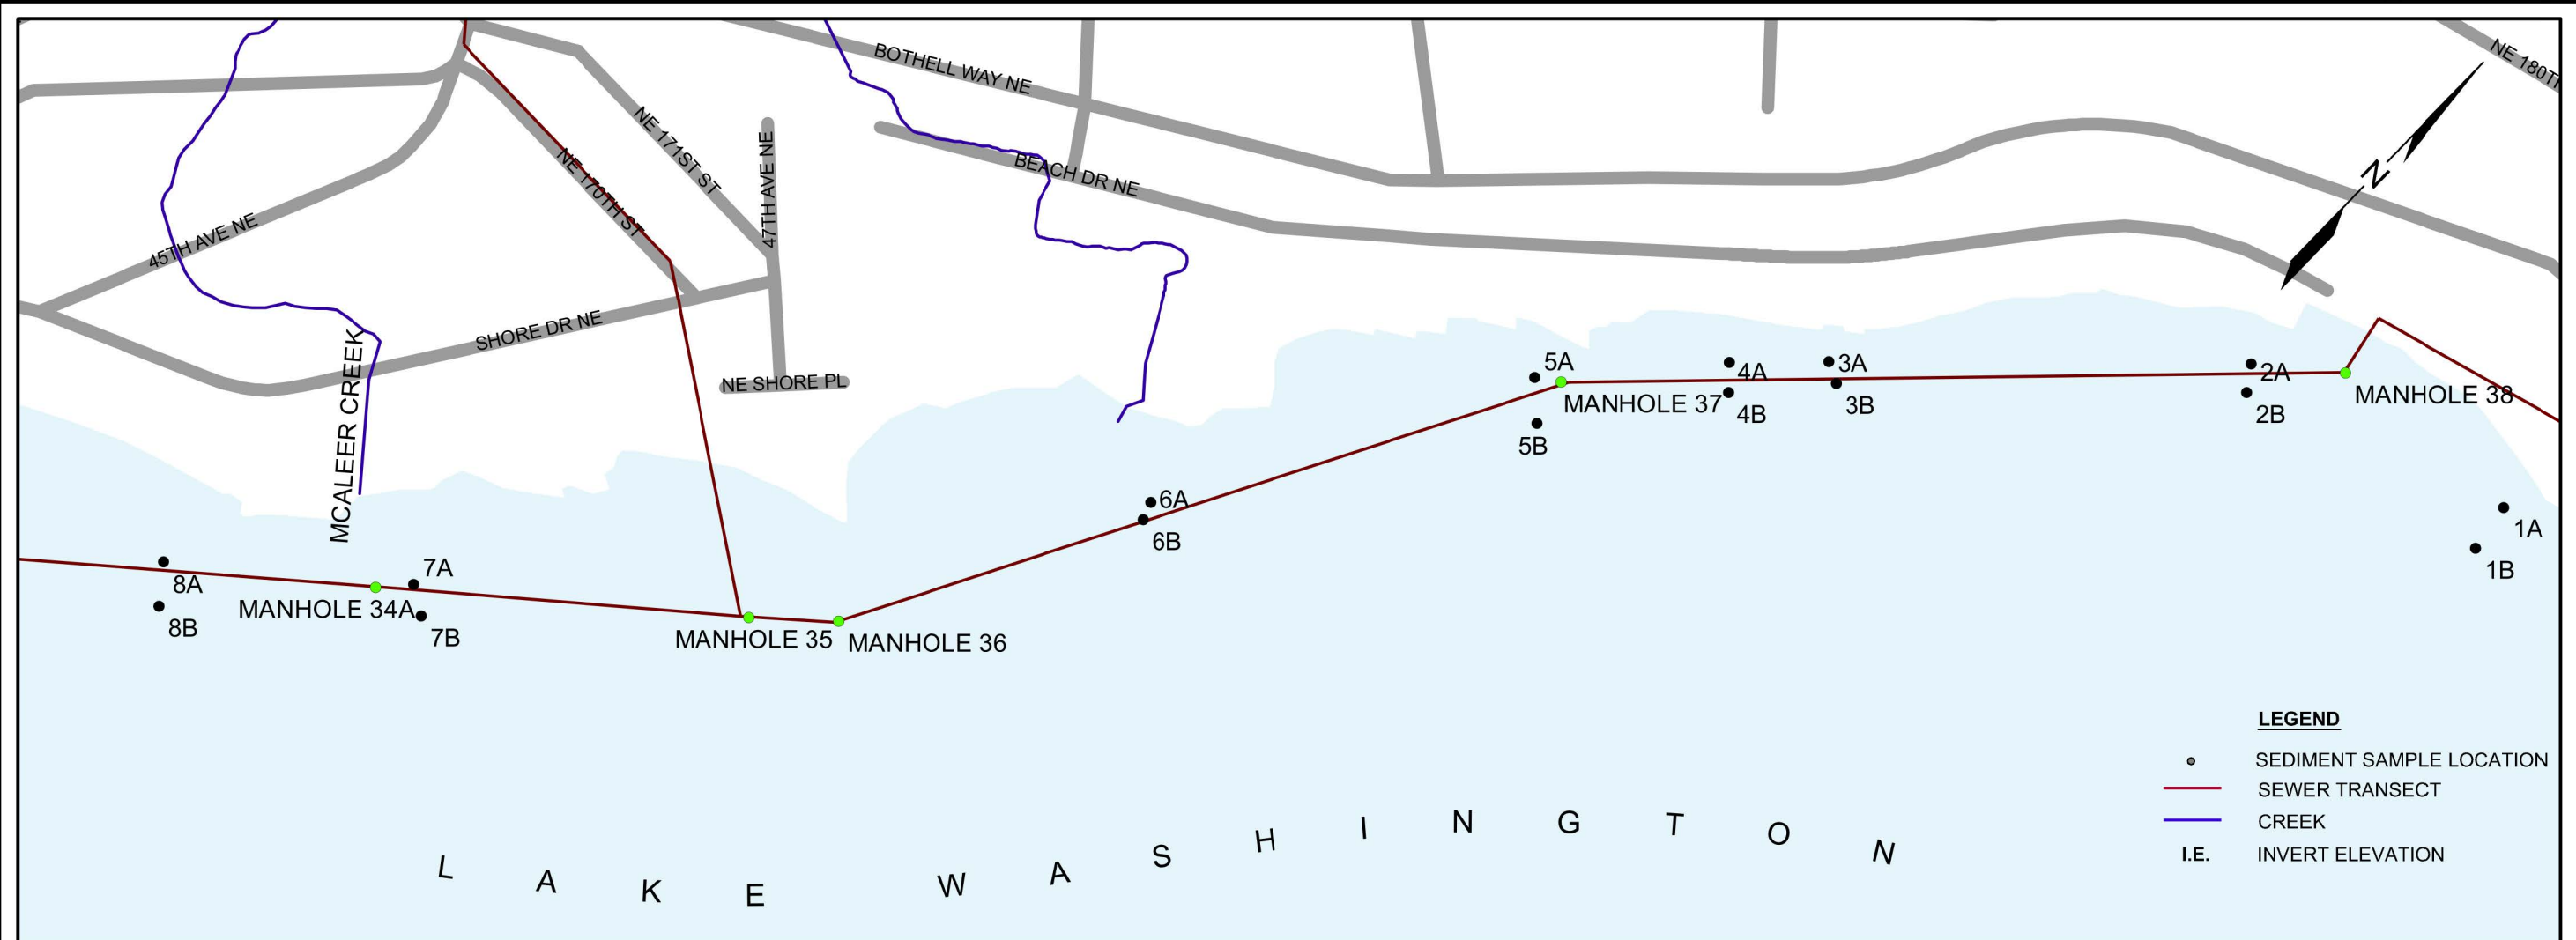 NE 180TH
BOTHELL WAY NE
N
NE 171ST ST
47TH AVE NE
NE 170TH ST
BEACH DR NE
45TH AVE NE
SHORE DR NE
NE SHORE PL
MCALEER CREEK
5A
4A
3A
2A
MANHOLE 37
4B
3B
2B
MANHOLE 38
5B
6A
6B
1A
1B
7A
8A
MANHOLE 34A
8B
7B
MANHOLE 35
MANHOLE 36
LEGEND
SEDIMENT SAMPLE LOCATION
SEWER TRANSECT
CREEK
I.E. INVERT ELEVATION
LAKE WASHINGTON